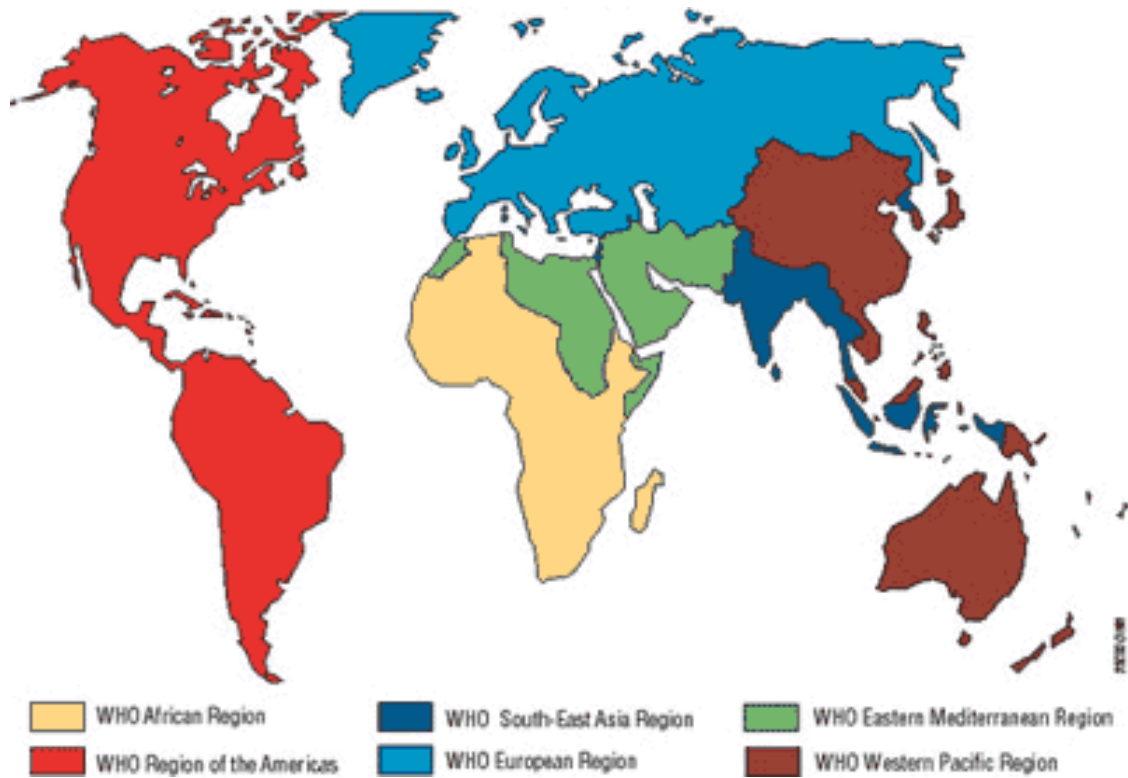 WHO African Region
WHO South-East Asia Region
WHO Eastern Mediterranean Region
WHO Region of the Americas
WHO European Region
WHO Western Pacific Region